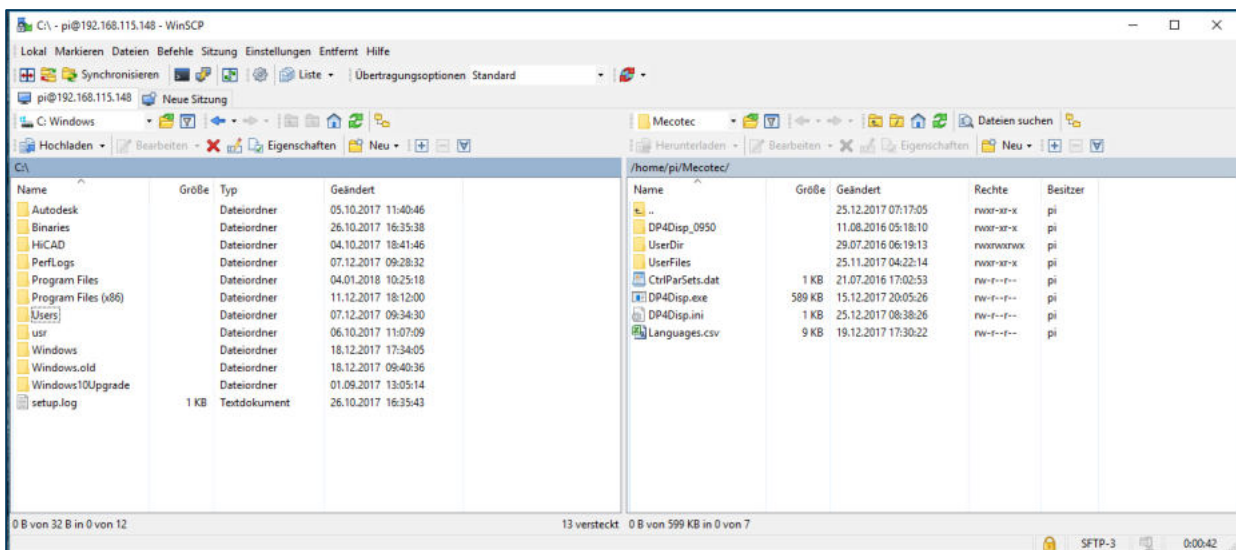 C:\ - pi@192.168.115.148 - WinSCP
Lokal Markieren Dateien Befehle Sitzung Einstellungen Entfernt Hilfe
Synchronisieren Liste Übertragungsoptionen Standard
pi@192.168.115.148 Neue Sitzung
C: Windows Mecotec Dateien suchen
Hochladen Bearbeiten Eigenschaften Neu Herunterladen Bearbeiten Eigenschaften Neu
C:\ /home/pi/Mecotec/
Name Größe Typ Geändert Name Größe Geändert Rechte Besitzer
Autodesk Dateiordner 05.10.2017 11:40:46 .. 25.12.2017 07:17:05 rwxr-xr-x pi
Binaries Dateiordner 26.10.2017 16:35:38 DP4Disp_0950 11.08.2016 05:18:10 rwxr-xr-x pi
HiCAD Dateiordner 04.10.2017 18:41:46 UserDir 29.07.2016 06:19:13 rwxrwxrwx pi
PerfLogs Dateiordner 07.12.2017 09:28:32 UserFiles 25.11.2017 04:22:14 rwxr-xr-x pi
Program Files Dateiordner 04.01.2018 10:25:18 CtrlParSets.dat 1 KB 21.07.2016 17:02:53 rw-r--r-- pi
Program Files (x86) Dateiordner 11.12.2017 18:12:00 DP4Disp.exe 589 KB 15.12.2017 20:05:26 rw-r--r-- pi
Users Dateiordner 07.12.2017 09:34:30 DP4Disp.ini 1 KB 25.12.2017 08:38:26 rw-r--r-- pi
usr Dateiordner 06.10.2017 11:07:09 Languages.csv 9 KB 19.12.2017 17:30:22 rw-r--r-- pi
Windows Dateiordner 18.12.2017 17:34:05
Windows.old Dateiordner 18.12.2017 09:40:36
Windows10Upgrade Dateiordner 01.09.2017 13:05:14
setup.log 1 KB Textdokument 26.10.2017 16:35:43
0 B von 32 B in 0 von 12 13 versteckt 0 B von 599 KB in 0 von 7
SFTP-3 0:00:42